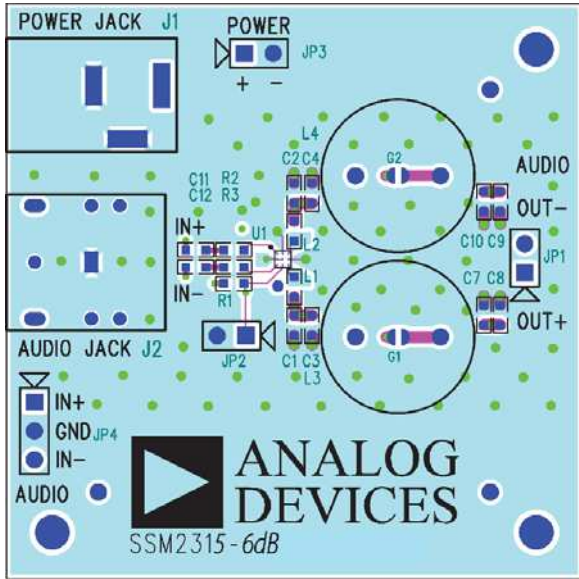 POWER JACK J1
POWER
JP3
+ -
L4
C2 C4
G2
AUDIO
C11 R2
C12 R3
OUT-
IN+
U1
L2
C10 C9
JP1
IN-
L1
C7 C8
R1
OUT+
AUDIO JACK J2
JP2
C1 C3
L3
G1
IN+
GND JP4
IN-
AUDIO
ANALOG
DEVICES
SSM2315-6dB